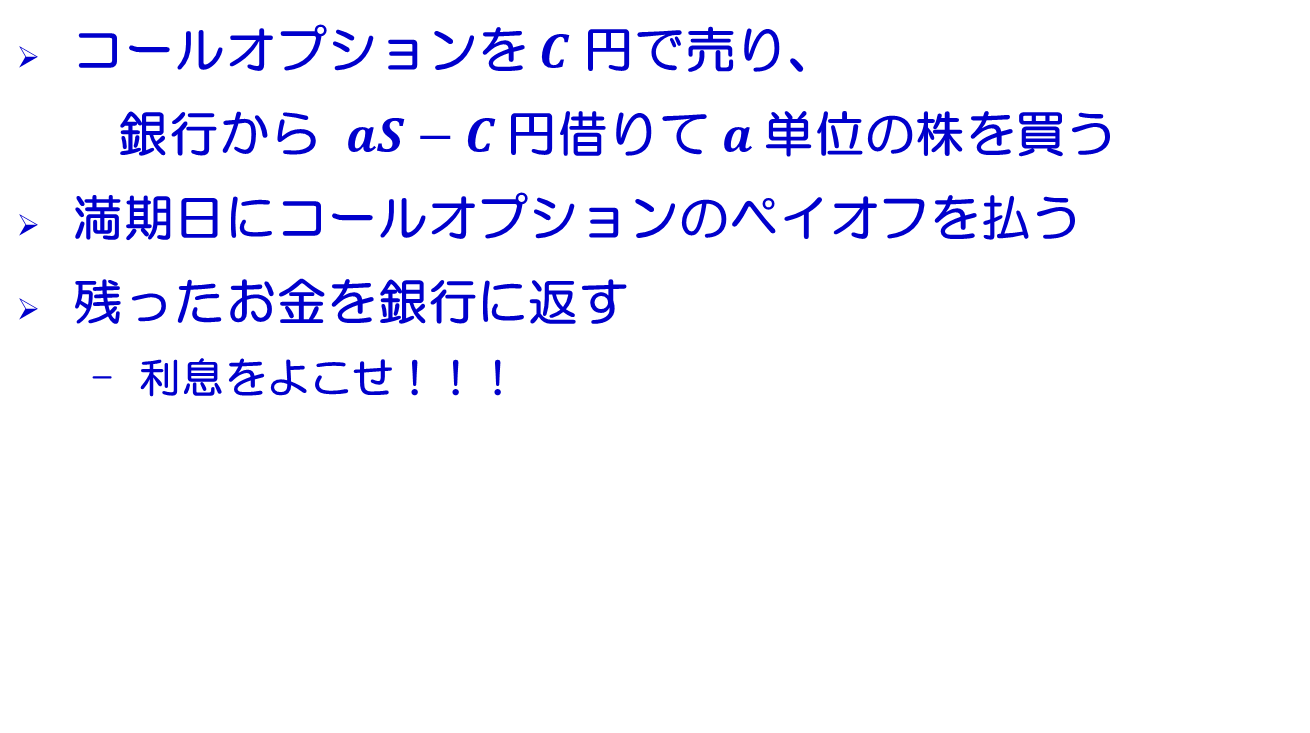 ➢ コールオプションを C 円で売り、
銀行から aS − C 円借りて a 単位の株を買う
➢ 満期日にコールオプションのペイオフを払う
➢ 残ったお金を銀行に返す
− 利息をよこせ！！！